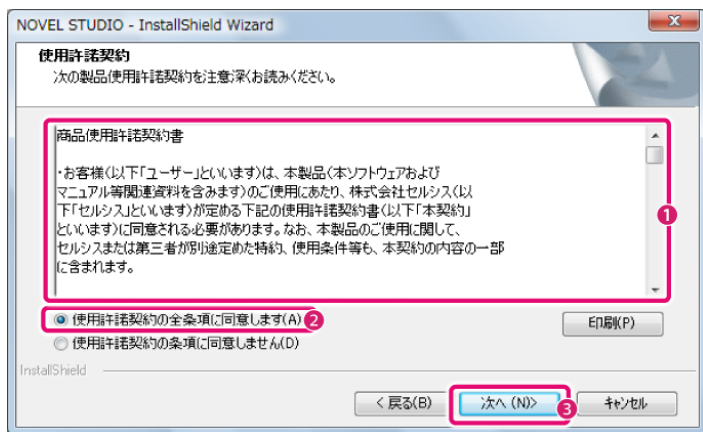 NOVEL STUDIO - InstallShield Wizard
使用許諾契約
次の製品使用許諾契約を注意深くお読みください。
商品使用許諾契約書
・お客様(以下「ユーザー」といいます)は、本製品(本ソフトウェアおよび
マニュアル等関連資料を含みます)のご使用にあたり、株式会社セルシス(以
下「セルシス」といいます)が定める下記の使用許諾契約書(以下「本契約」
といいます)に同意される必要があります。なお、本製品のご使用に関して、
セルシスまたは第三者が別途定めた特約、使用条件等も、本契約の内容の一部
に含まれます。
1
使用許諾契約の全条項に同意します(A) 2
印刷(P)
使用許諾契約の条項に同意しません(D)
InstallShield
< 戻る(B)
次へ (N)> 3
キャンセル